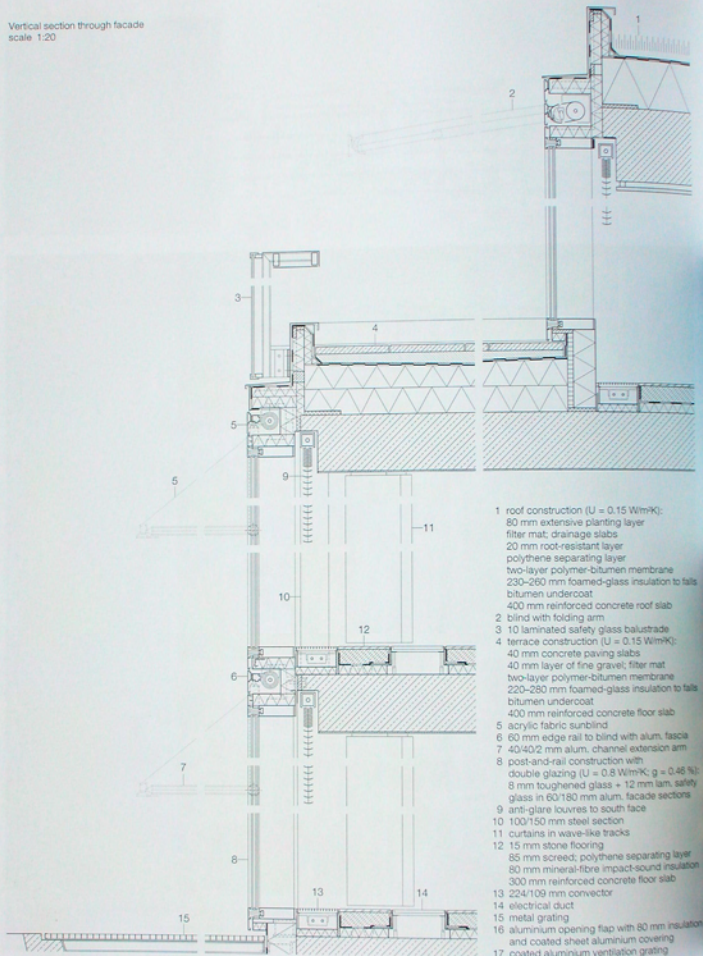 Vertical section through facade
scale 1:20
1
2
3
4
5
5
9
11
10
12
6
7
8
13
14
15
1 roof construction (U = 0.15 W/m²K):
80 mm extensive planting layer
filter mat; drainage slabs
20 mm root-resistant layer
polythene separating layer
two-layer polymer-bitumen membrane
230–260 mm foamed-glass insulation to falls
bitumen undercoat
400 mm reinforced concrete roof slab
2 blind with folding arm
3 10 laminated safety glass balustrade
4 terrace construction (U = 0.15 W/m²K):
40 mm concrete paving slabs
40 mm layer of fine gravel; filter mat
two-layer polymer-bitumen membrane
220–280 mm foamed-glass insulation to falls
bitumen undercoat
400 mm reinforced concrete floor slab
5 acrylic fabric sunblind
6 60 mm edge rail to blind with alum. fascia
7 40/40/2 mm alum. channel extension arm
8 post-and-rail construction with
double glazing (U = 0.8 W/m²K; g = 0.46 %):
8 mm toughened glass + 12 mm lam. safety
glass in 60/180 mm alum. facade sections
9 anti-glare louvres to south face
10 100/150 mm steel section
11 curtains in wave-like tracks
12 15 mm stone flooring
85 mm screed; polythene separating layer
80 mm mineral-fibre impact-sound insulation
300 mm reinforced concrete floor slab
13 224/109 mm convector
14 electrical duct
15 metal grating
16 aluminium opening flap with 80 mm insulation
and coated sheet aluminium covering
17 coated aluminium ventilation grating